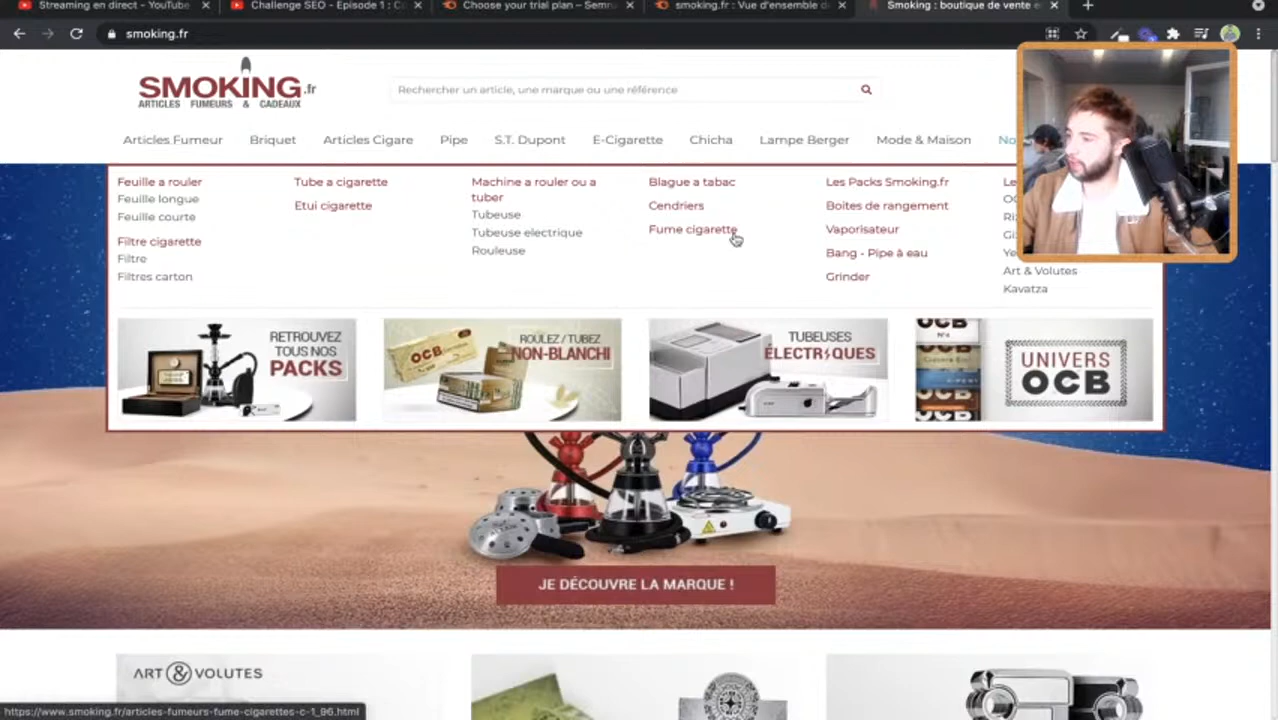 Streaming en direct - YouTube
Challenge SEO - Episode 1 : C
Choose your trial plan – Semru
smoking.fr : Vue d'ensemble d
Smoking : boutique de vente e
smoking.fr
SMOKING.fr
ARTICLES FUMEURS & CADEAUX
Rechercher un article, une marque ou une référence
Articles Fumeur
Briquet
Articles Cigare
Pipe
S.T. Dupont
E-Cigarette
Chicha
Lampe Berger
Mode & Maison
No
Feuille a rouler
Feuille longue
Feuille courte
Filtre cigarette
Filtre
Filtres carton
Tube a cigarette
Etui cigarette
Machine a rouler ou a
tuber
Tubeuse
Tubeuse electrique
Rouleuse
Blague a tabac
Cendriers
Fume cigarette
Les Packs Smoking.fr
Boites de rangement
Vaporisateur
Bang - Pipe à eau
Grinder
Le
Art & Volutes
Kavatza
RETROUVEZ
TOUS NOS
PACKS
OCB
ROULEZ / TUBEZ
NON-BLANCHI
TUBEUSES
ÉLECTRIQUES
OCB
UNIVERS
OCB
JE DÉCOUVRE LA MARQUE !
ART & VOLUTES
https://www.smoking.fr/articles-fumeurs-fume-cigarettes-c-1_96.html